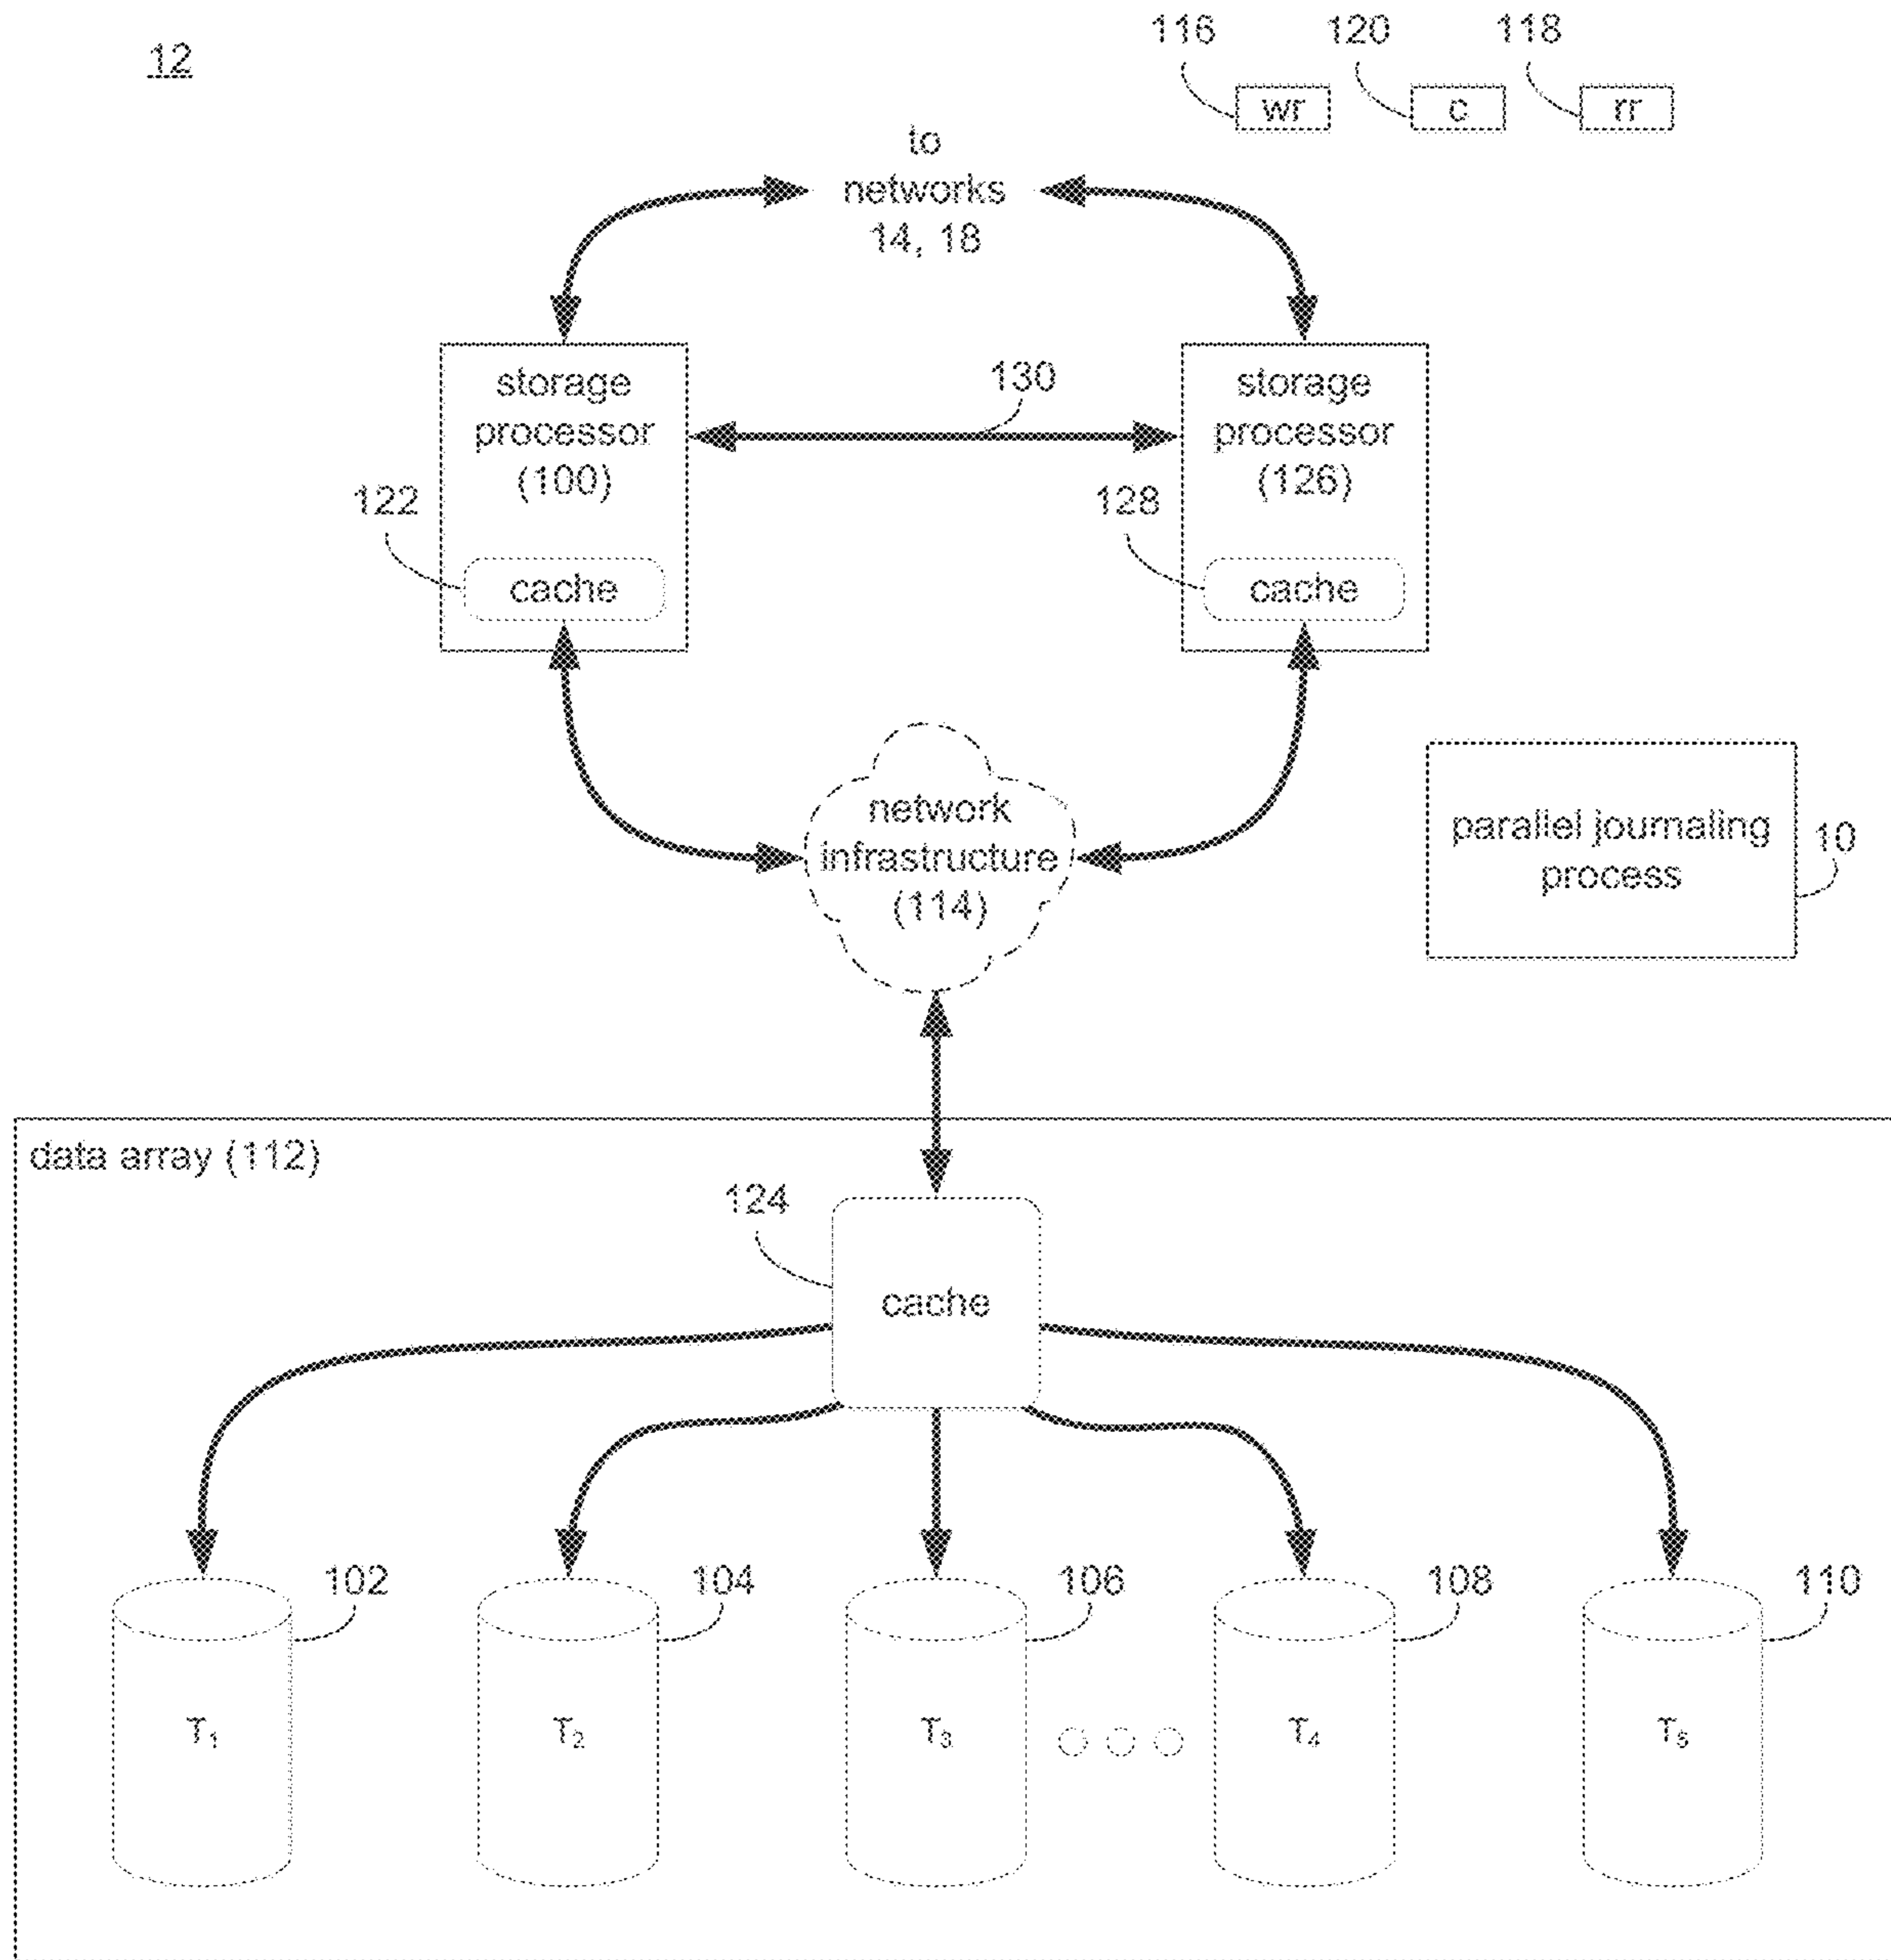 12
116
120
118
wr
c
rr
to
networks
14, 18
storage
processor
(100)
130
storage
processor
(126)
122
128
cache
cache
network
infrastructure
(114)
parallel journaling
process
10
data array (112)
124
cache
102
104
106
108
110
T₁
T₂
T₃
T₄
T₅